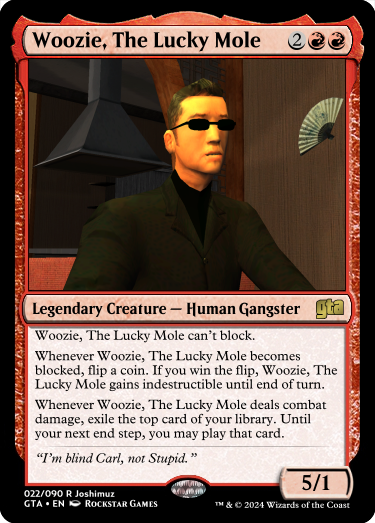 Woozie, The Lucky Mole 2
Legendary Creature — Human Gangster gta
Woozie, The Lucky Mole can't block.
Whenever Woozie, The Lucky Mole becomes
blocked, flip a coin. If you win the flip, Woozie, The
Lucky Mole gains indestructible until end of turn.
Whenever Woozie, The Lucky Mole deals combat
damage, exile the top card of your library. Until
your next end step, you may play that card.
"I'm blind Carl, not Stupid."
5/1
022/090 R Joshimuz
GTA • EN Rockstar Games
™ & © 2024 Wizards of the Coast